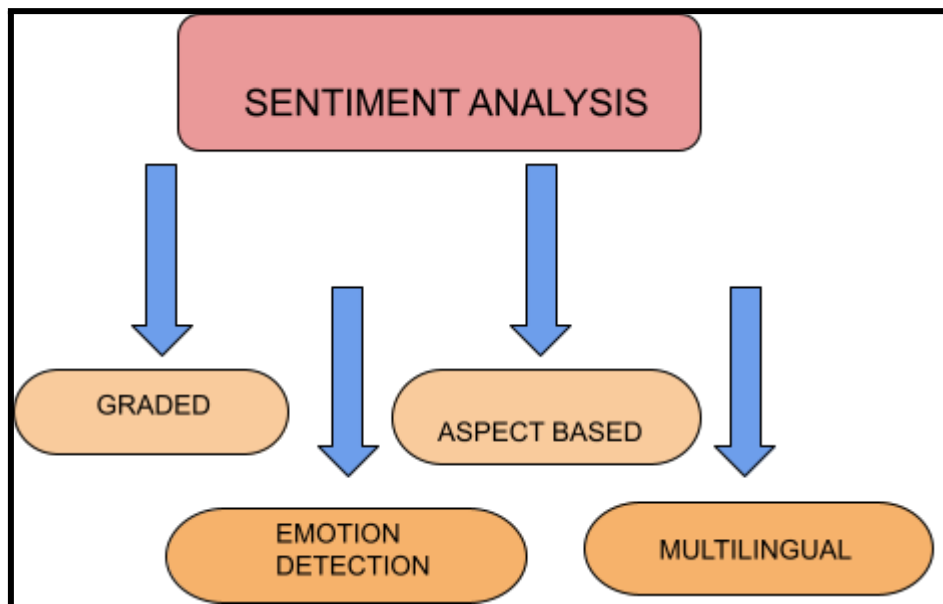 SENTIMENT ANALYSIS
GRADED
ASPECT BASED
EMOTION
DETECTION
MULTILINGUAL